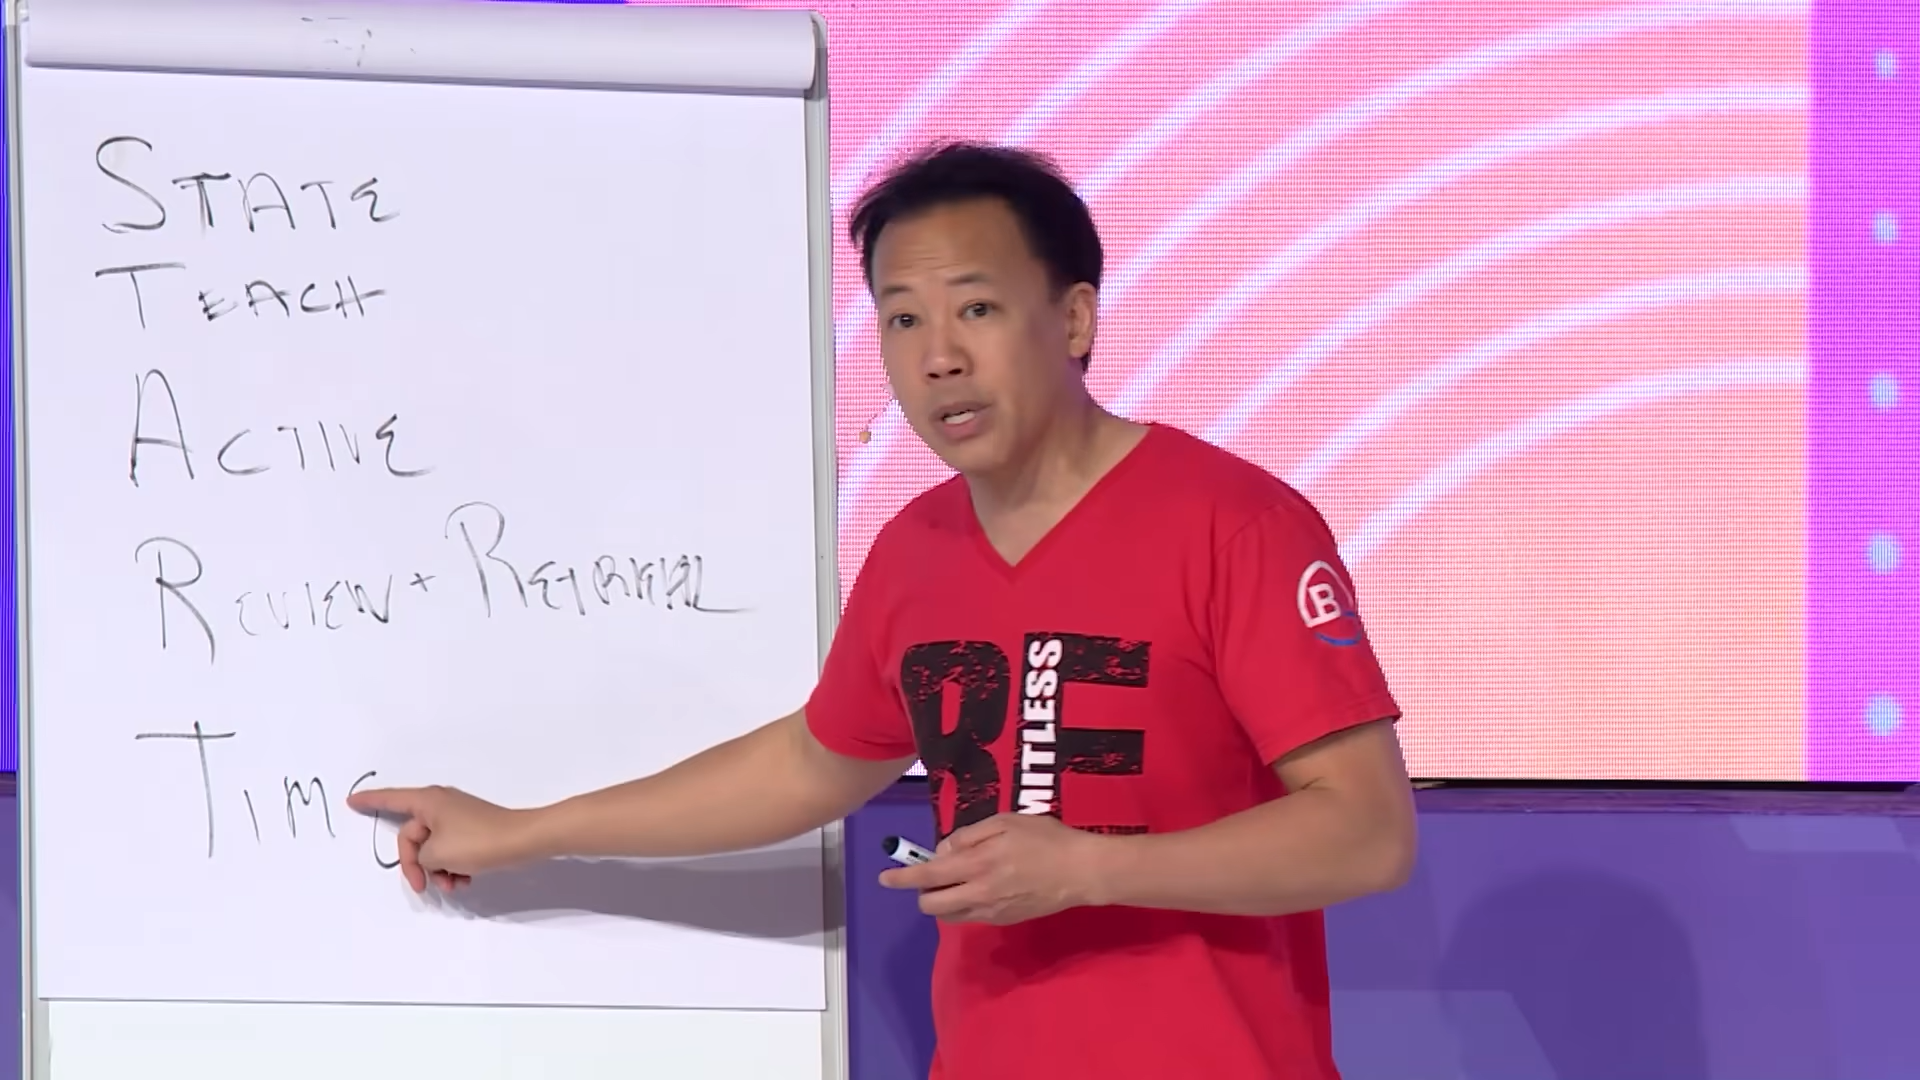 STATE
TEACH
ACTIVE
REVIEW + RETRIEVAL
TIME
BE
MITLESS
B